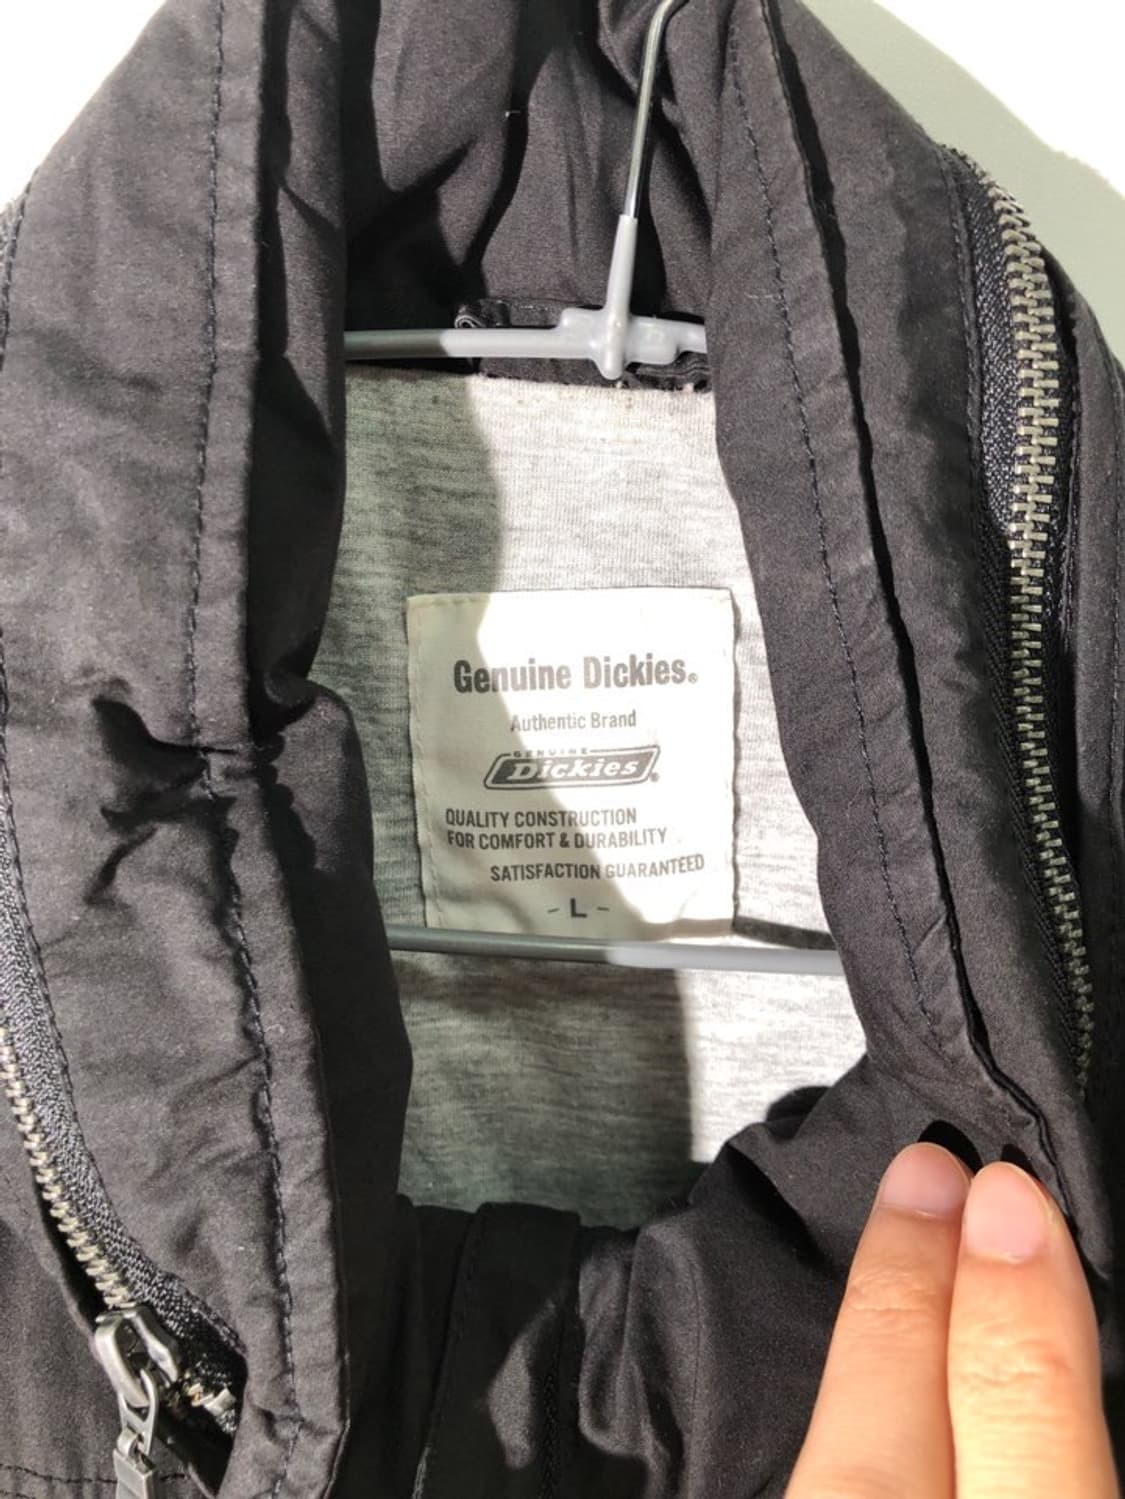 Genuine Dickies®
Authentic Brand
GENUINE
Dickies®
QUALITY CONSTRUCTION
FOR COMFORT & DURABILITY
SATISFACTION GUARANTEED
- L -